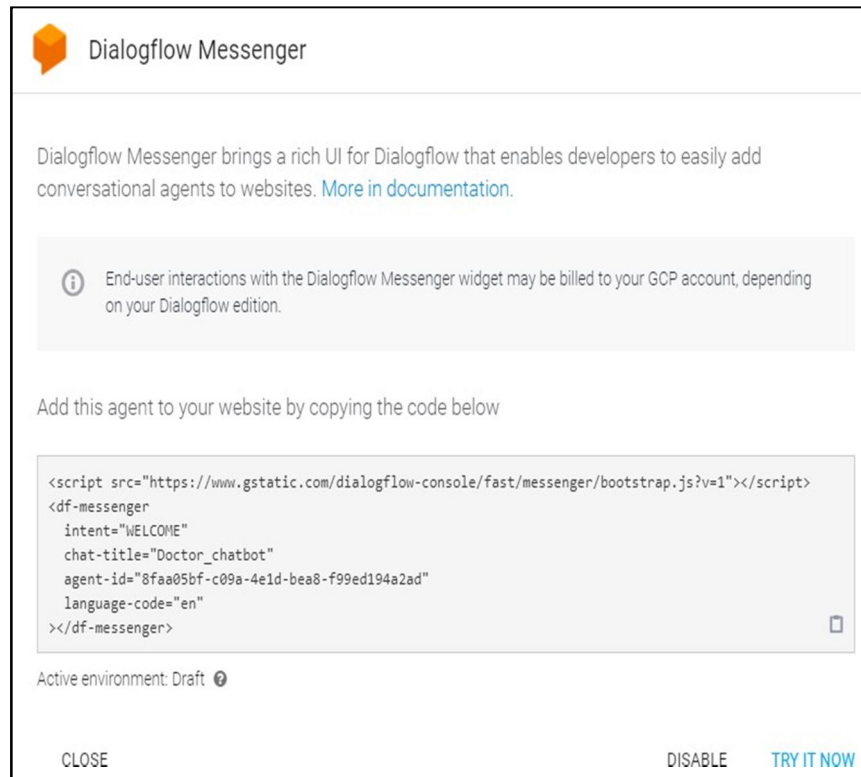 Dialogflow Messenger
Dialogflow Messenger brings a rich UI for Dialogflow that enables developers to easily add
conversational agents to websites. More in documentation.
End-user interactions with the Dialogflow Messenger widget may be billed to your GCP account, depending
on your Dialogflow edition.
Add this agent to your website by copying the code below
<script src="https://www.gstatic.com/dialogflow-console/fast/messenger/bootstrap.js?v=1"></script>
<df-messenger
  intent="WELCOME"
  chat-title="Doctor_chatbot"
  agent-id="8faa05bf-c09a-4e1d-bea8-f99ed194a2ad"
  language-code="en"
></df-messenger>
Active environment: Draft
CLOSE DISABLE TRY IT NOW